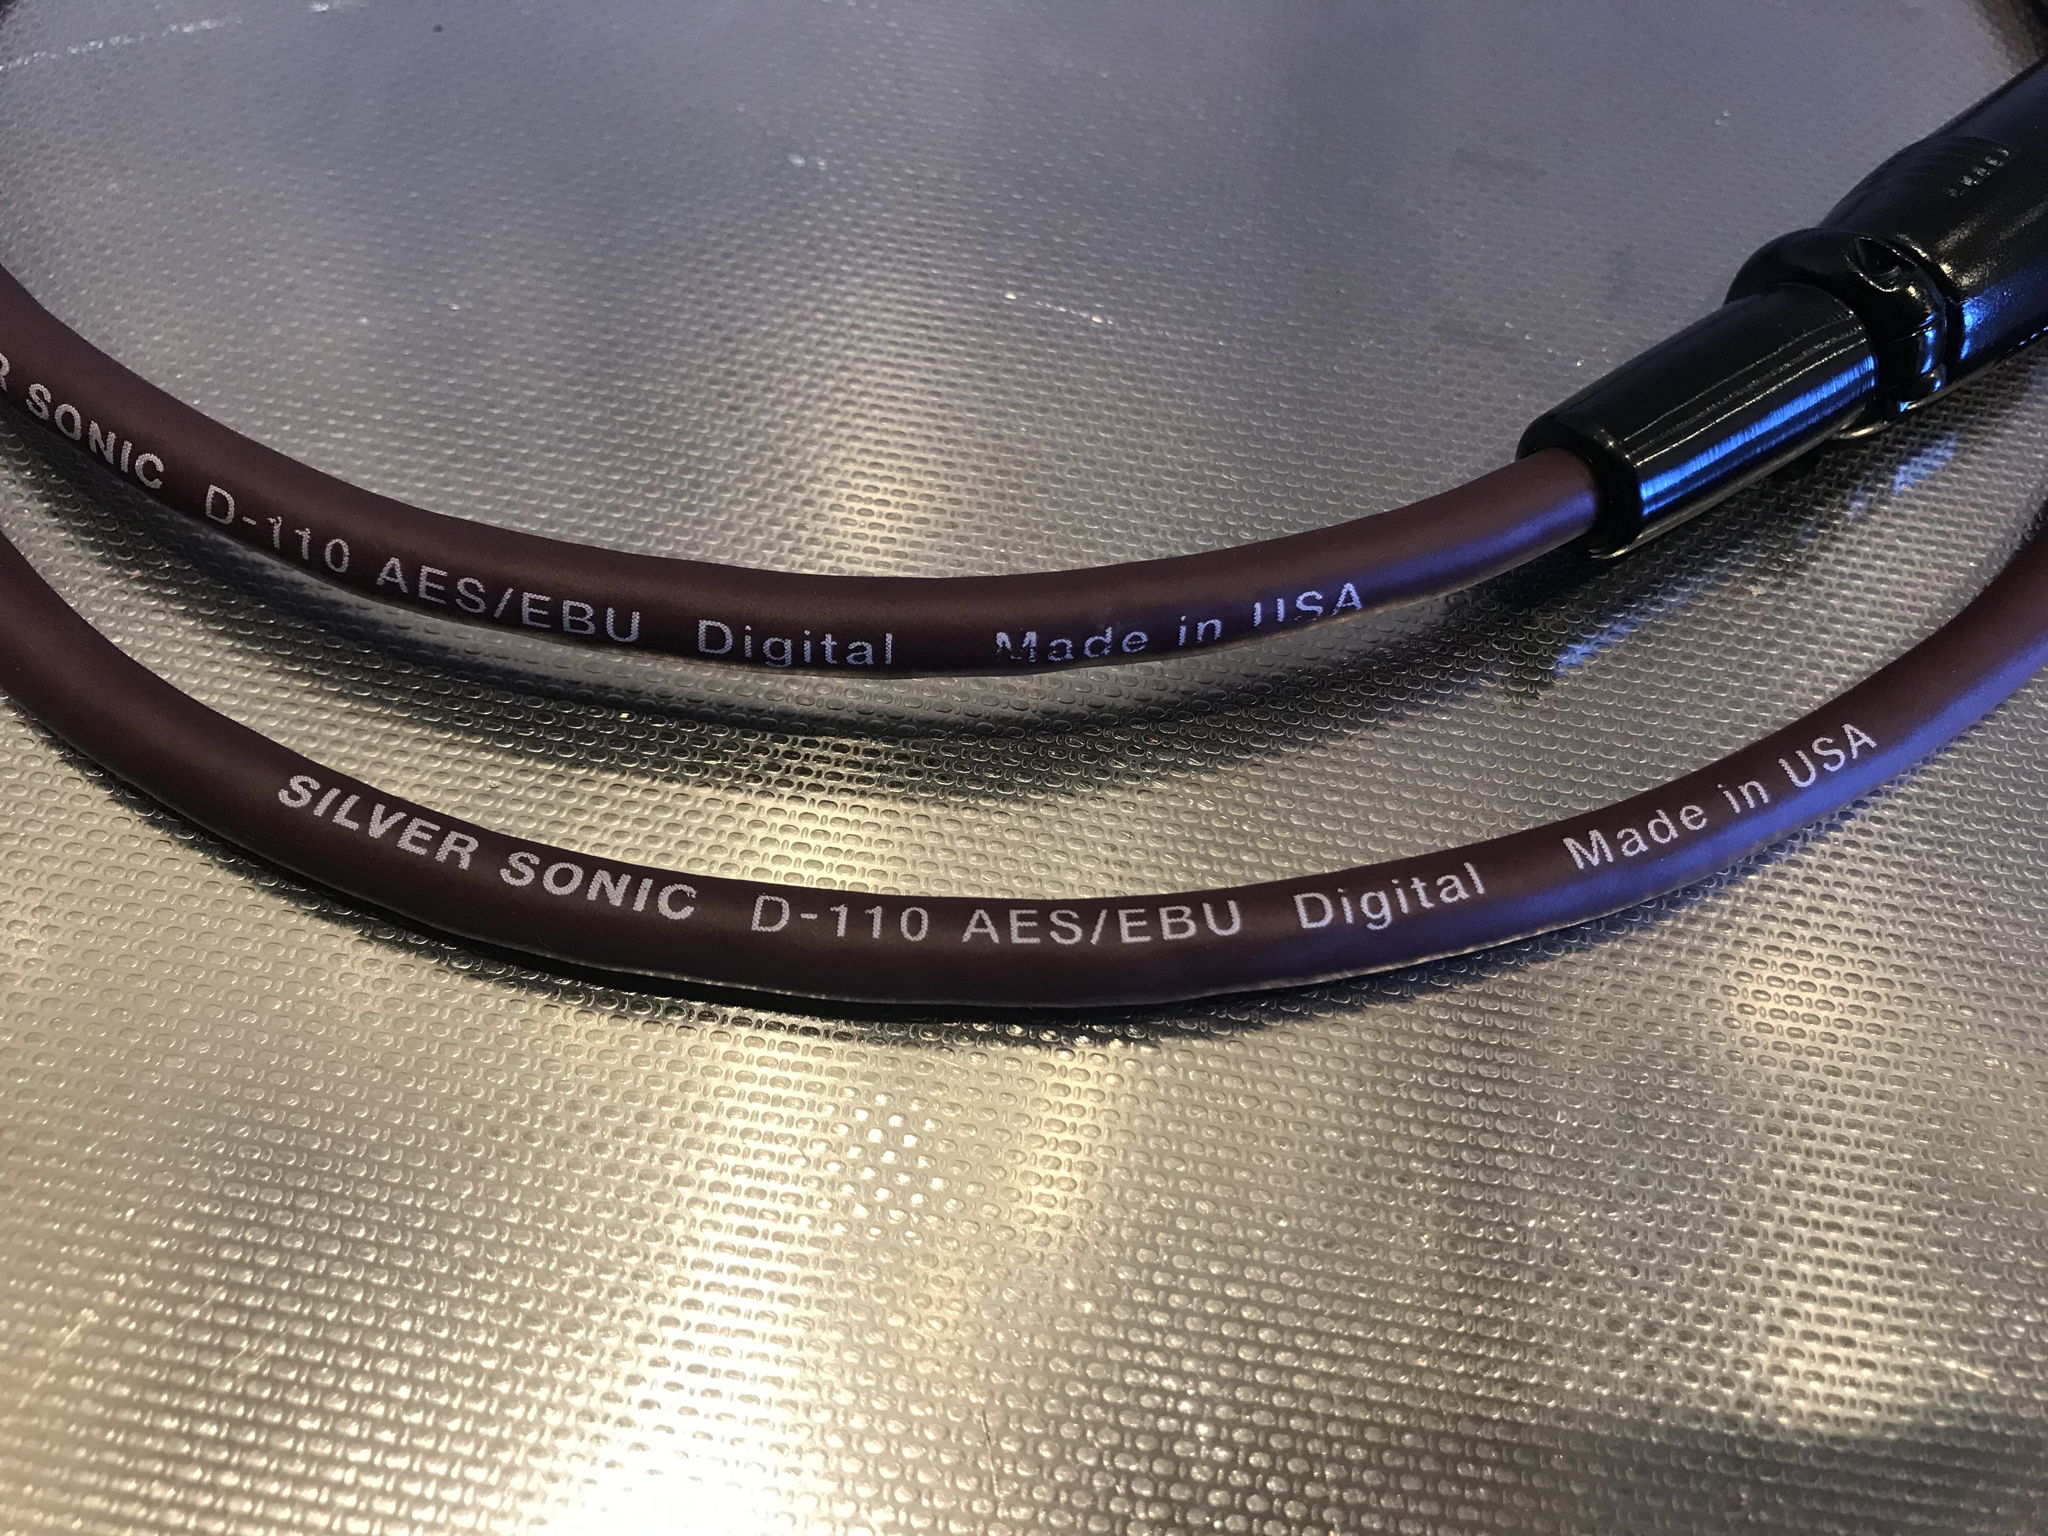 SONIC D-110 AES/EBU Digital Made in USA
SILVER SONIC D-110 AES/EBU Digital Made in USA